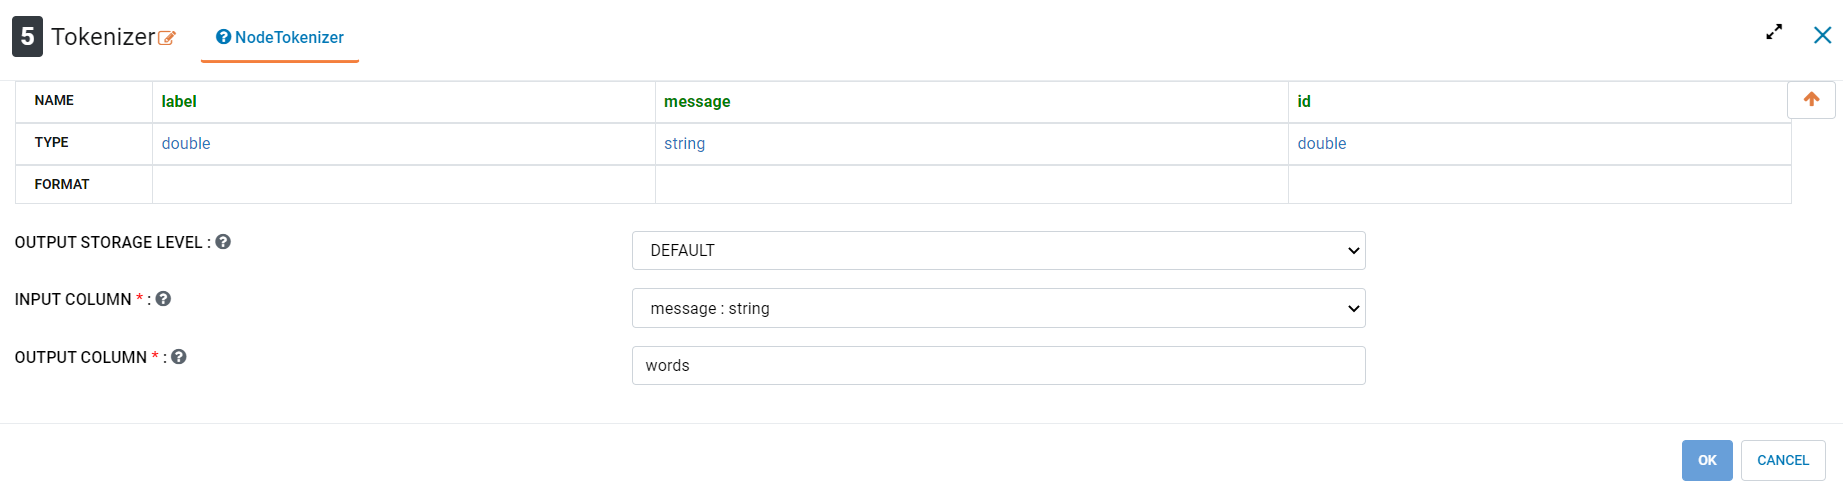 5 Tokenizer NodeTokenizer
NAME label message id
TYPE double string double
FORMAT
OUTPUT STORAGE LEVEL : DEFAULT
INPUT COLUMN * : message : string
OUTPUT COLUMN * : words
OK CANCEL